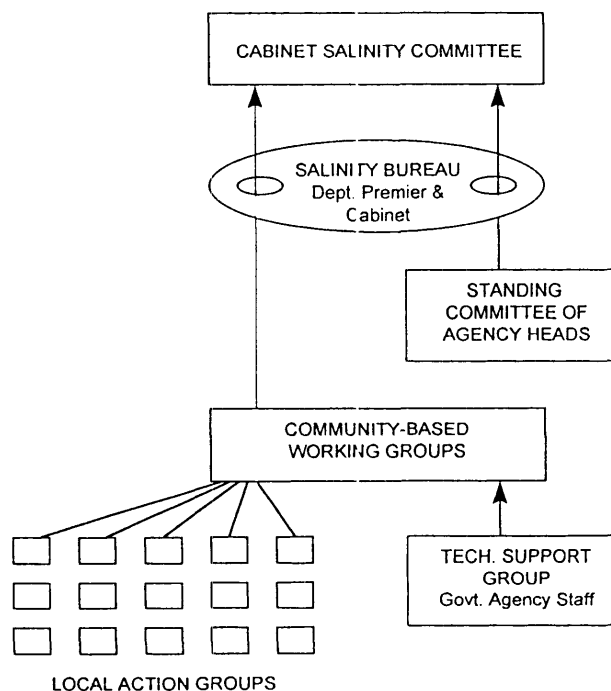 CABINET SALINITY COMMITTEE
SALINITY BUREAU
Dept. Premier &
Cabinet
STANDING
COMMITTEE OF
AGENCY HEADS
COMMUNITY-BASED
WORKING GROUPS
TECH. SUPPORT
GROUP
Govt. Agency Staff
LOCAL ACTION GROUPS